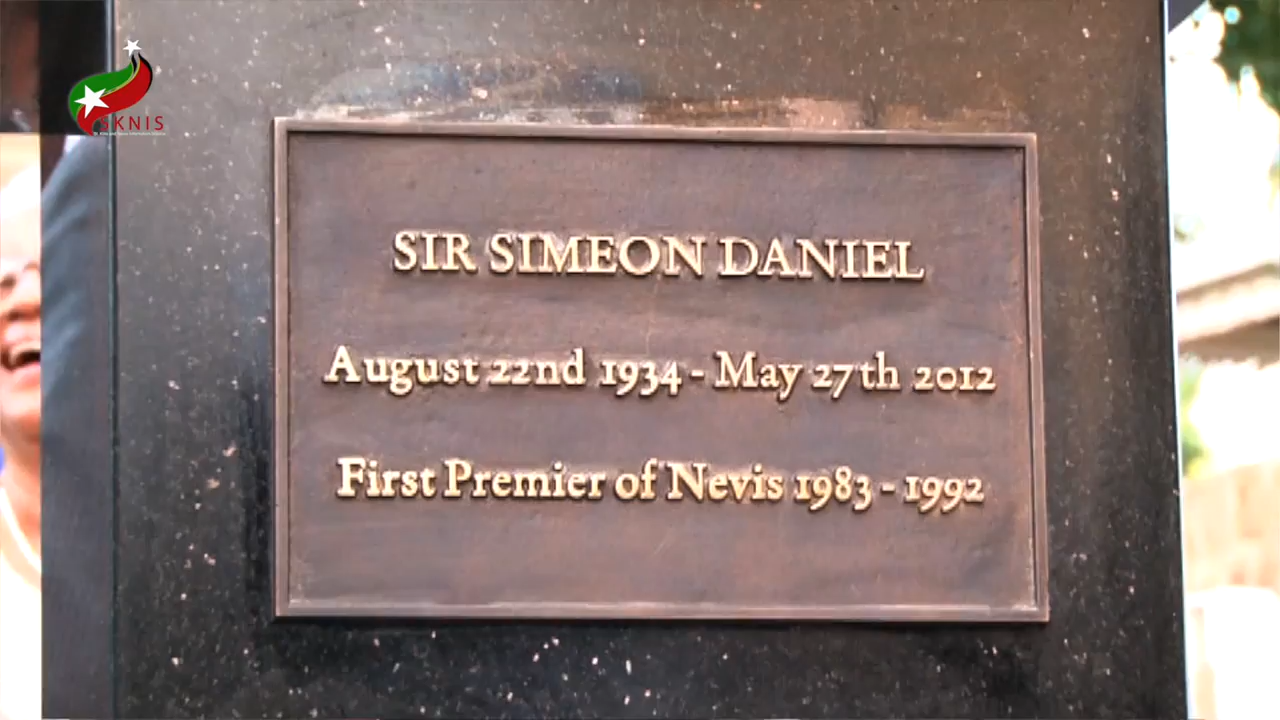 SKNIS
SIR SIMEON DANIEL
August 22nd 1934 - May 27th 2012
First Premier of Nevis 1983 - 1992